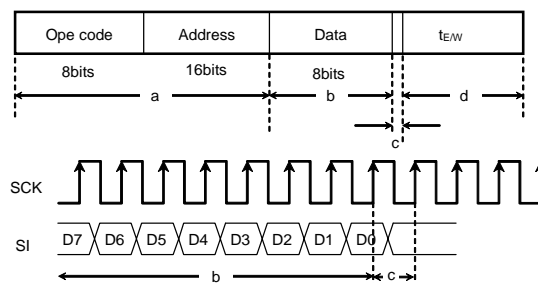 Ope code Address Data tE/W
8bits 16bits 8bits
a b d
c
SCK
SI D7 D6 D5 D4 D3 D2 D1 D0
b c